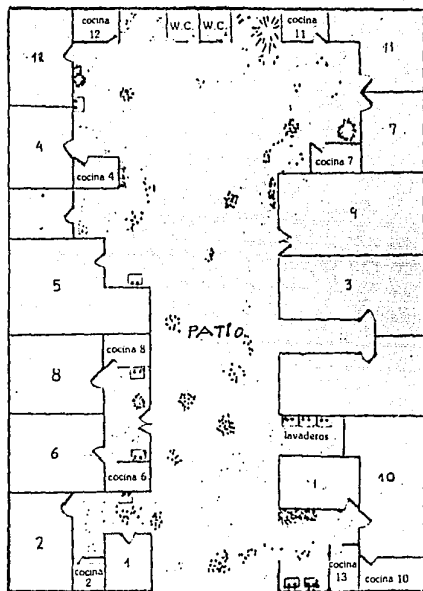 cocina
12
W.C.
W.C.
cocina
11
12
11
4
7
cocina 4
cocina 7
9
5
3
PATIO
cocina 8
8
lavaderos
6
cocina 6
10
2
1
cocina
2
cocina
13
cocina 10